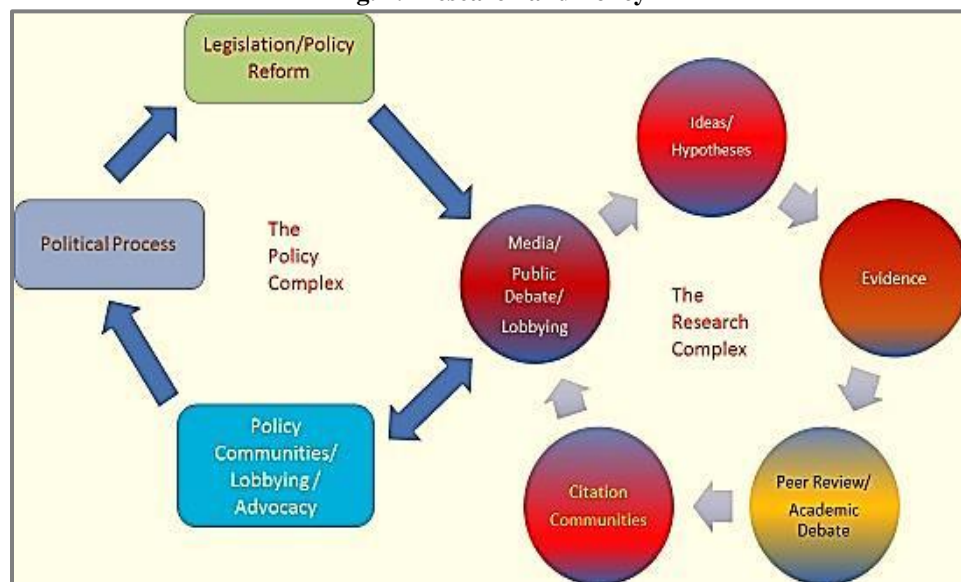 Legislation/Policy
Reform
Political Process
The
Policy
Complex
Policy
Communities/
Lobbying /
Advocacy
Media/
Public
Debate/
Lobbying
Ideas/
Hypotheses
Evidence
The
Research
Complex
Peer Review/
Academic
Debate
Citation
Communities